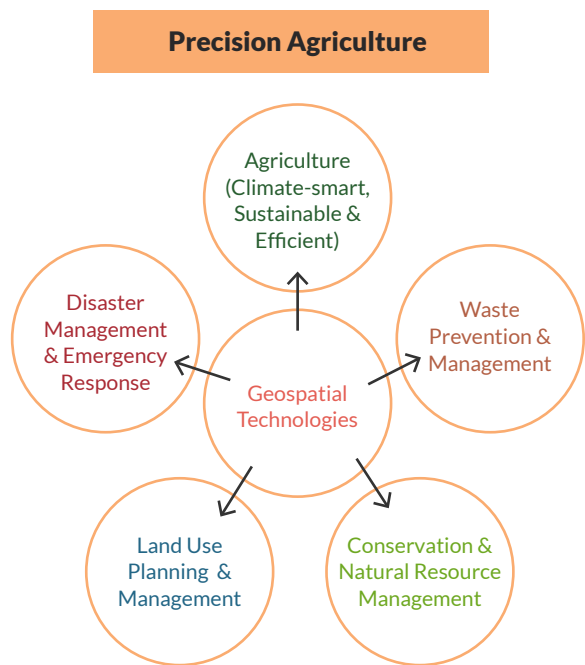 Precision Agriculture
Agriculture
(Climate-smart,
Sustainable &
Efficient)
Disaster
Management
& Emergency
Response
Waste
Prevention &
Management
Geospatial
Technologies
Land Use
Planning &
Management
Conservation &
Natural Resource
Management